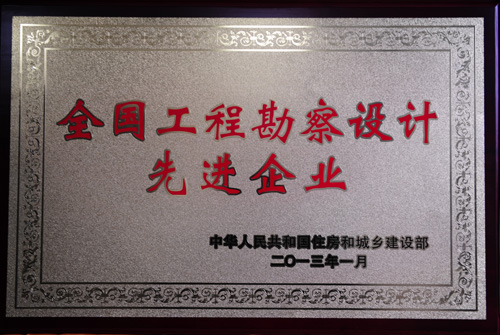 全国工程勘察设计
先进企业
中华人民共和国住房和城乡建设部
二〇一三年一月